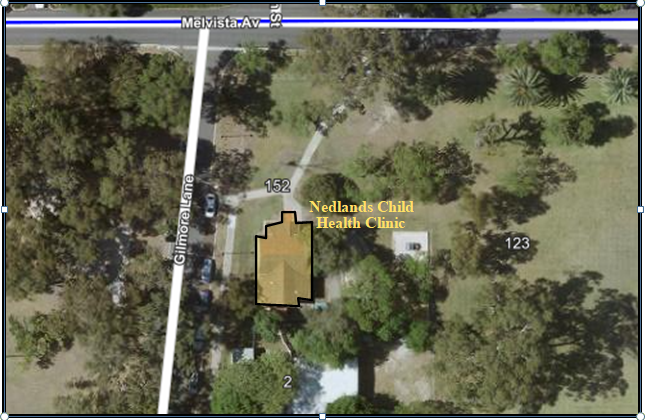 Melvista Av
152
Nedlands Child
Health Clinic
Gilmore Lane
123
2